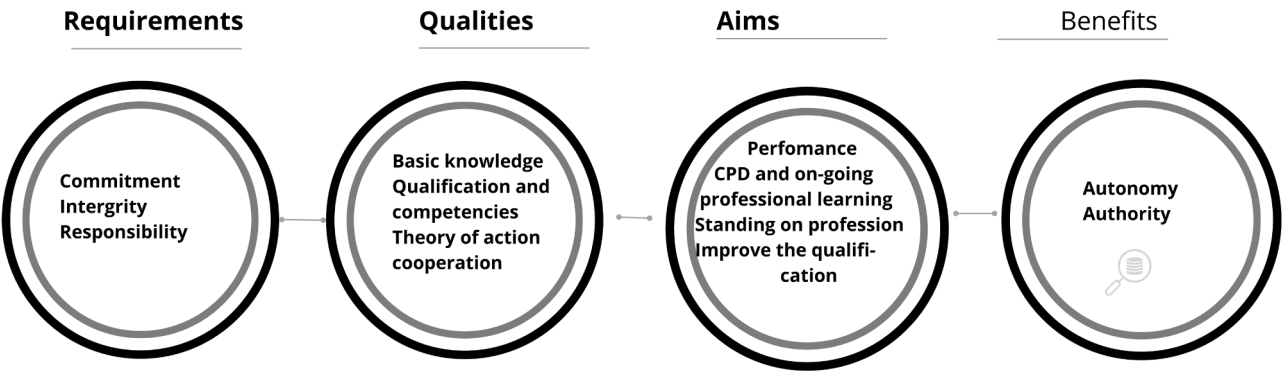 Requirements
Qualities
Aims
Benefits
Commitment
Intergrity
Responsibility
Basic knowledge
Qualification and
competencies
Theory of action
cooperation
Perfomance
CPD and on-going
professional learning
Standing on profession
Improve the qualifi-
cation
Autonomy
Authority